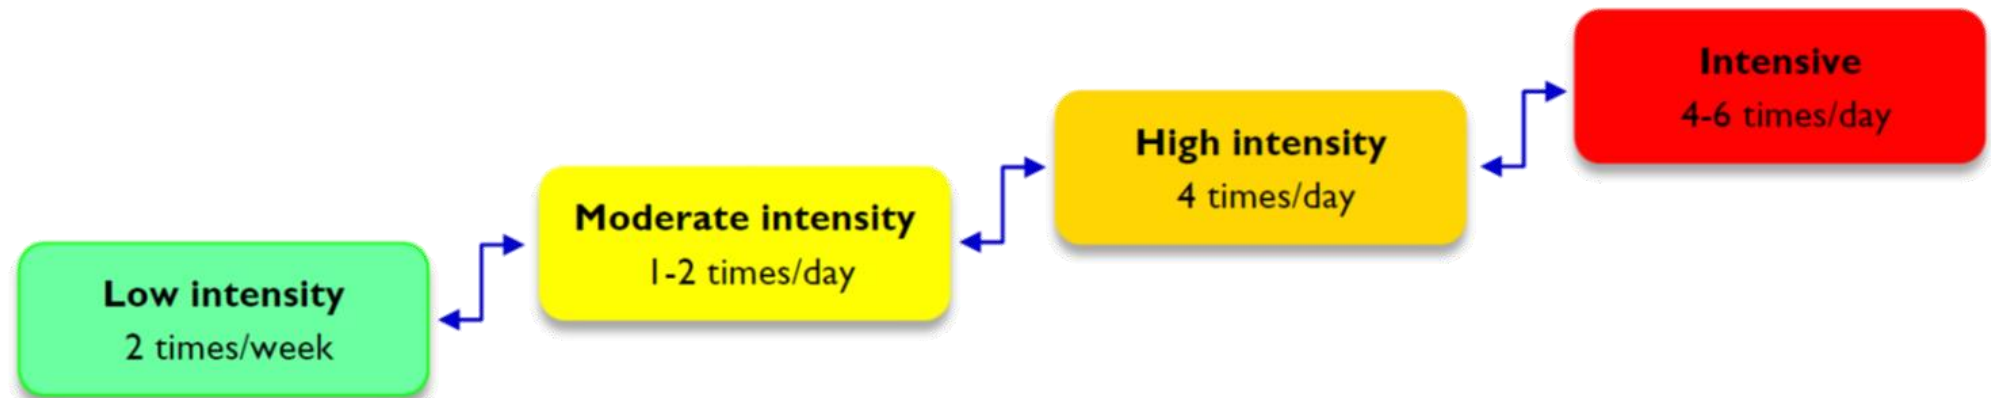 Low intensity
2 times/week
Moderate intensity
1-2 times/day
High intensity
4 times/day
Intensive
4-6 times/day